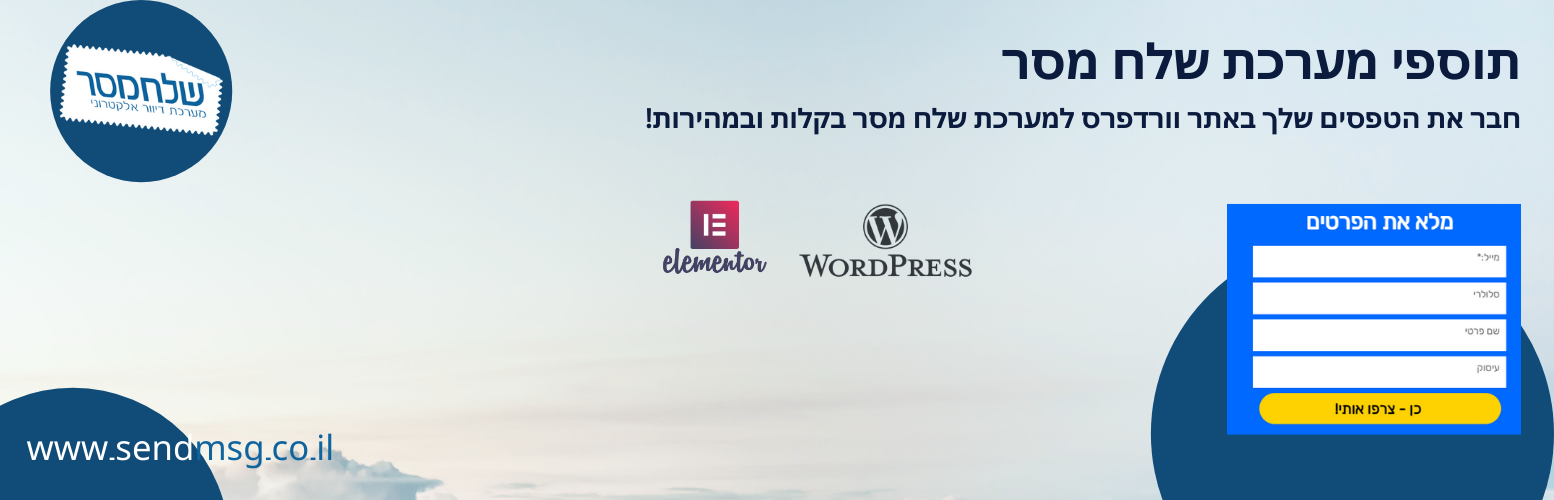 תוספי מערכת שלח מסר
חבר את הטפסים שלך באתר וורדפרס למערכת שלח מסר בקלות ובמהירות!
שלחמסר
מערכת דיוור אלקטרוני
WORDPRESS
elementor
מלא את הפרטים
מייל:*
סלולרי
שם פרטי
עיסוק
כן - צרפו אותי!
www.sendmsg.co.il